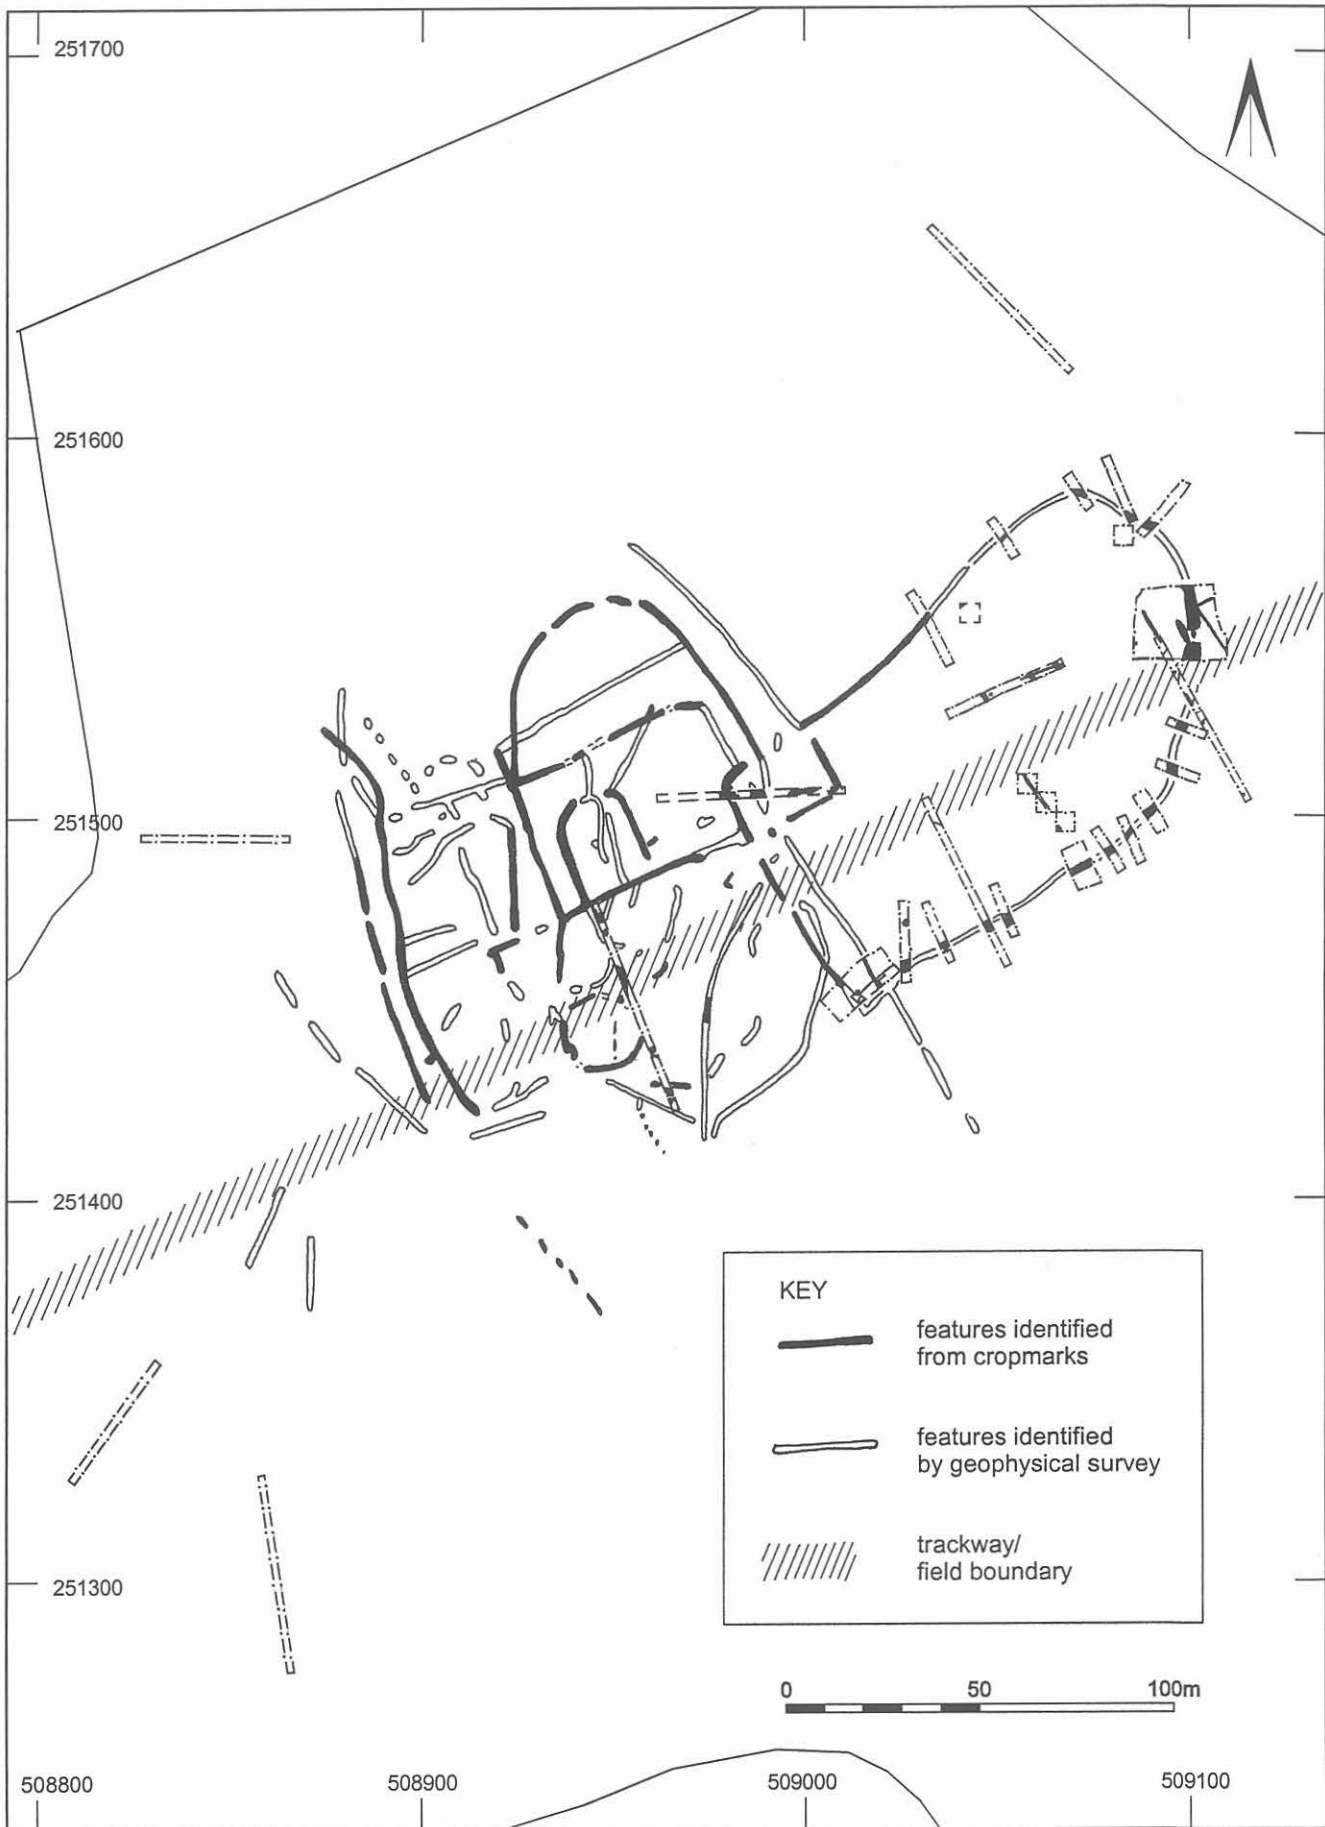 251700
251600
251500
251400
251300
KEY
features identified
from cropmarks
features identified
by geophysical survey
trackway/
field boundary
0 50 100m
508800 508900 509000 509100